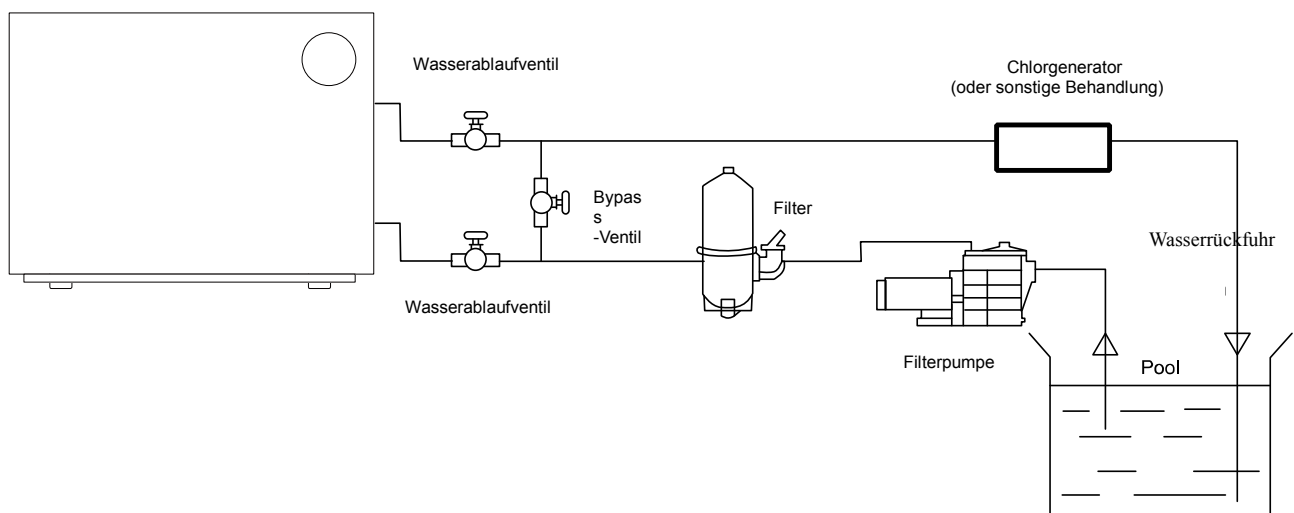 Wasserablaufventil
Chlorgenerator
(oder sonstige Behandlung)
Bypas
s
-Ventil
Filter
Wasserrückfuhr
Wasserablaufventil
Filterpumpe
Pool